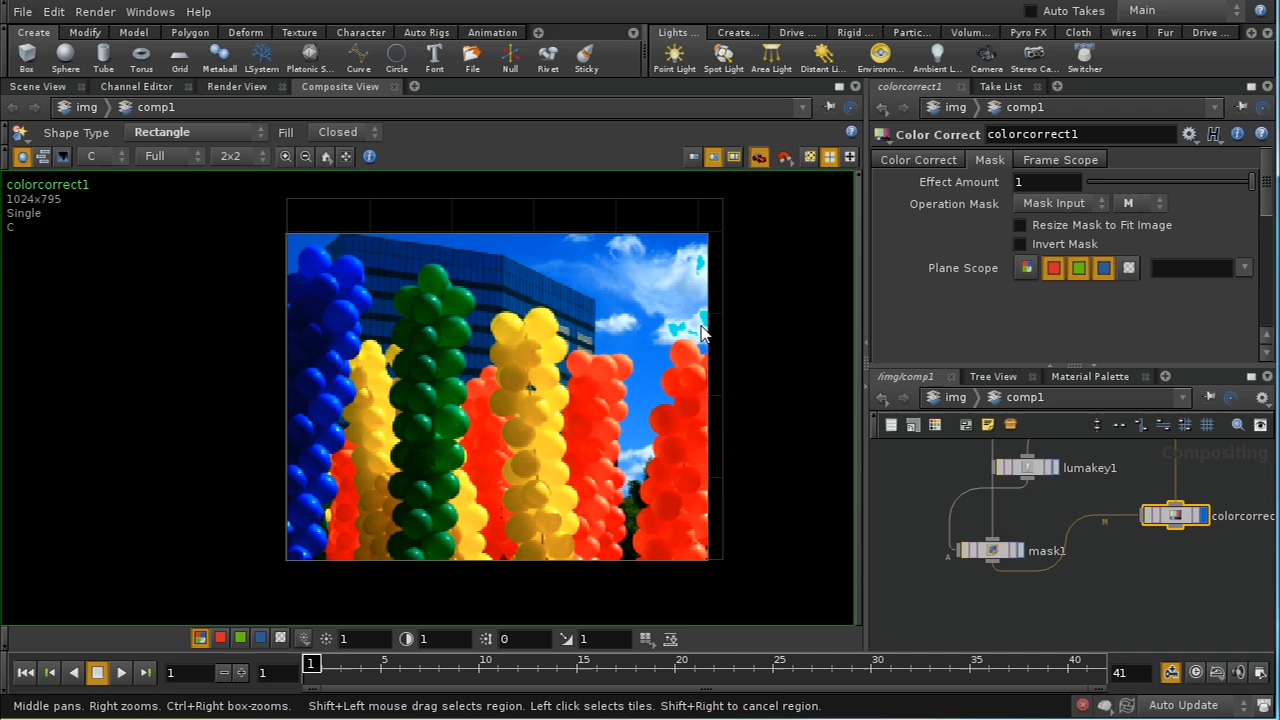 File Edit Render Windows Help Auto Takes Main
Create Modify Model Polygon Deform Texture Character Auto Rigs Animation Lights ... Create... Drive ... Rigid ... Partic... Volum... Pyro FX Cloth Wires Fur Drive ...
Box Sphere Tube Torus Grid Metaball LSystem Platonic S... Curve Circle Font File Null Rivet Sticky Point Light Spot Light Area Light Distant Li... Environm... Ambient L... Camera Stereo Ca... Switcher
Scene View Channel Editor Render View Composite View colorcorrect1 Take List
img comp1 img comp1
Shape Type Rectangle Fill Closed Color Correct colorcorrect1
C Full 2x2 Color Correct Mask Frame Scope
colorcorrect1
1024x795
Single
C
Effect Amount 1
Operation Mask Mask Input M
Resize Mask to Fit Image
Invert Mask
Plane Scope
/img/comp1 Tree View Material Palette
img comp1
Compositing
lumakey1
colorcorrec
M
mask1
A
1 1 0 1
1 1 1 5 10 15 20 25 30 35 40 41
Middle pans. Right zooms. Ctrl+Right box-zooms. Shift+Left mouse drag selects region. Left click selects tiles. Shift+Right to cancel region. Auto Update